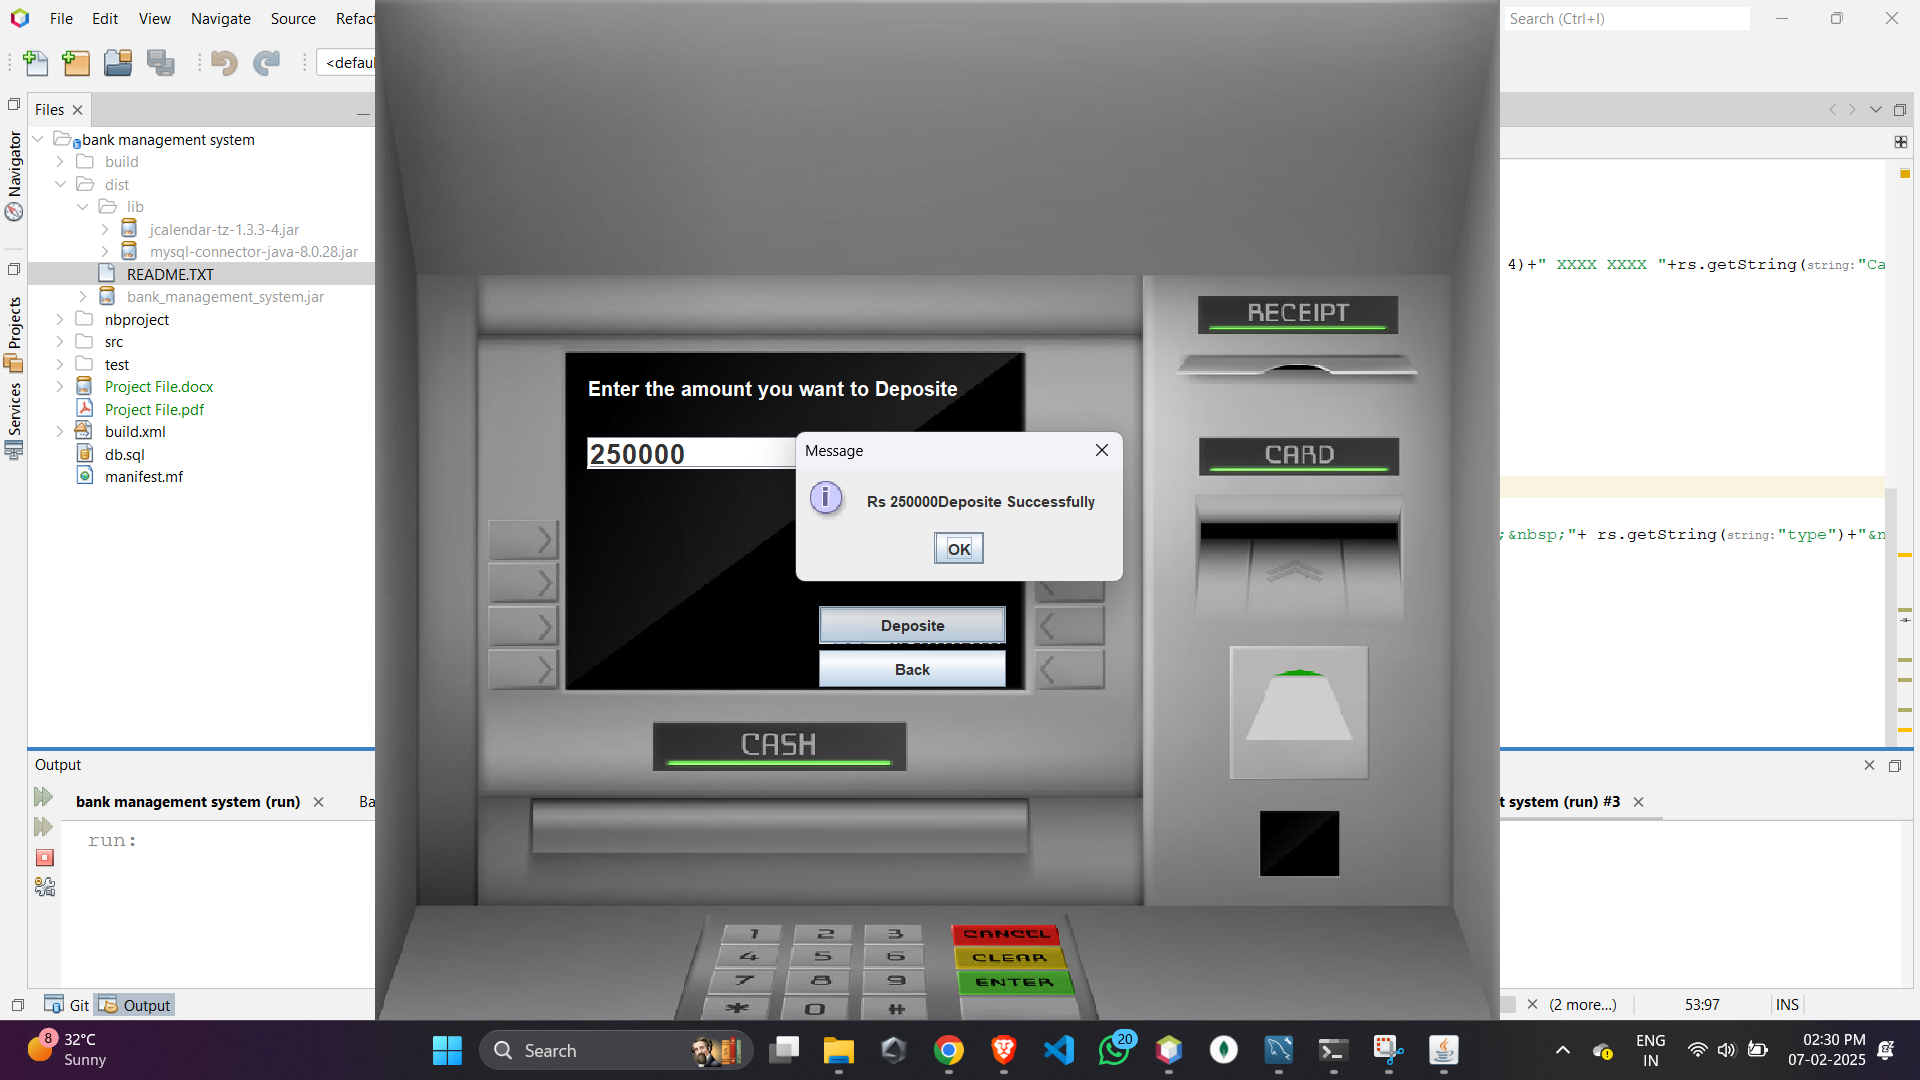 File Edit View Navigate Source Refact
Search (Ctrl+I)
<defaul
Files
Navigator
Projects
Services
bank management system
build
dist
lib
jcalendar-tz-1.3.3-4.jar
mysql-connector-java-8.0.28.jar
README.TXT
bank_management_system.jar
nbproject
src
test
Project File.docx
Project File.pdf
build.xml
db.sql
manifest.mf
4)+" XXXX XXXX "+rs.getString(string:"Ca
;&nbsp;"+ rs.getString(string:"type")+"&n
RECEIPT
CARD
Enter the amount you want to Deposite
250000
Message
Rs 250000Deposite Successfully
OK
Deposite
Back
CASH
1 2 3 CANCEL
4 5 6 CLEAR
7 8 9 ENTER
* 0 #
Output
bank management system (run) Ba
t system (run) #3
run:
Git Output
(2 more...) 53:97 INS
8 32°C
Sunny
Search
20
ENG
IN
02:30 PM
07-02-2025